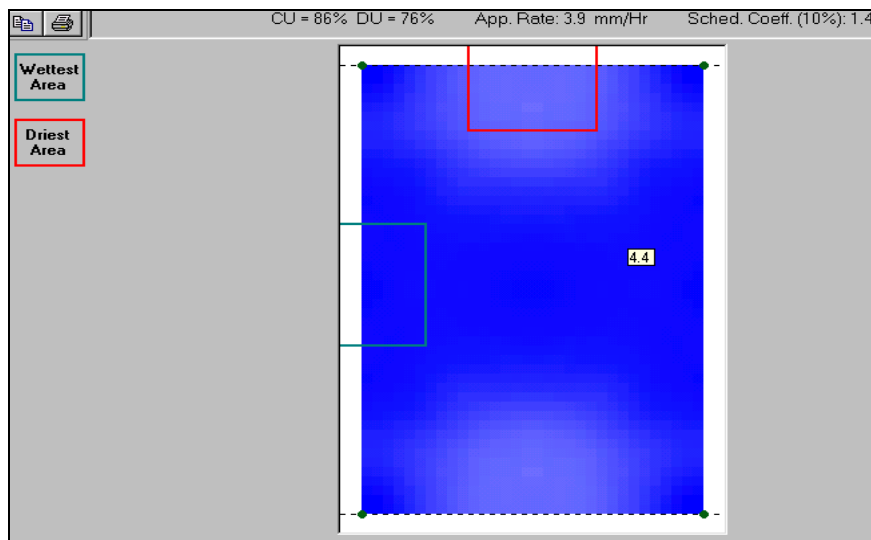 CU = 86% DU = 76% App. Rate: 3.9 mm/Hr Sched. Coeff. (10%): 1.4
Wettest
Area
Driest
Area
4.4